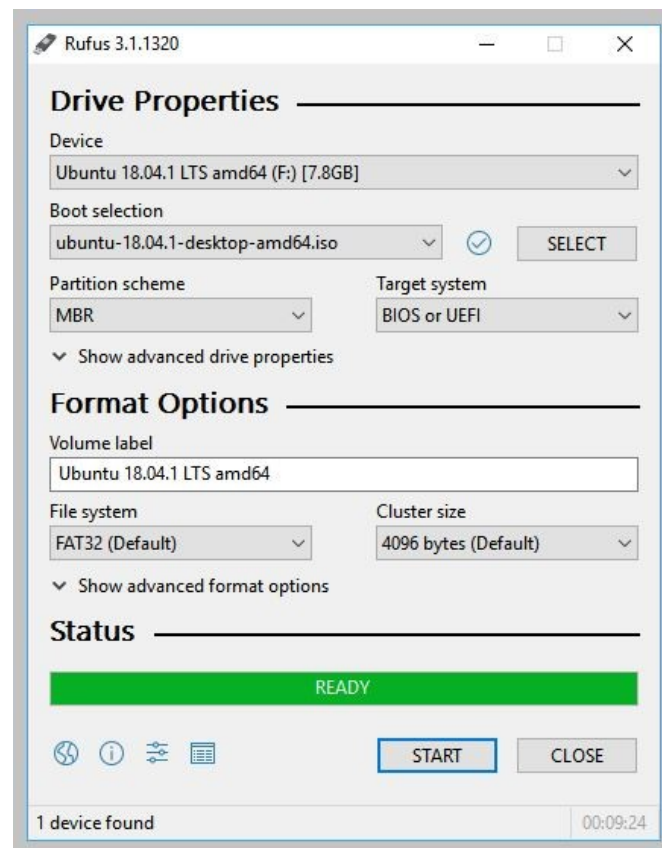 Rufus 3.1.1320
Drive Properties
Device
Ubuntu 18.04.1 LTS amd64 (F:) [7.8GB]
Boot selection
ubuntu-18.04.1-desktop-amd64.iso SELECT
Partition scheme Target system
MBR BIOS or UEFI
Show advanced drive properties
Format Options
Volume label
Ubuntu 18.04.1 LTS amd64
File system Cluster size
FAT32 (Default) 4096 bytes (Default)
Show advanced format options
Status
READY
START CLOSE
1 device found 00:09:24